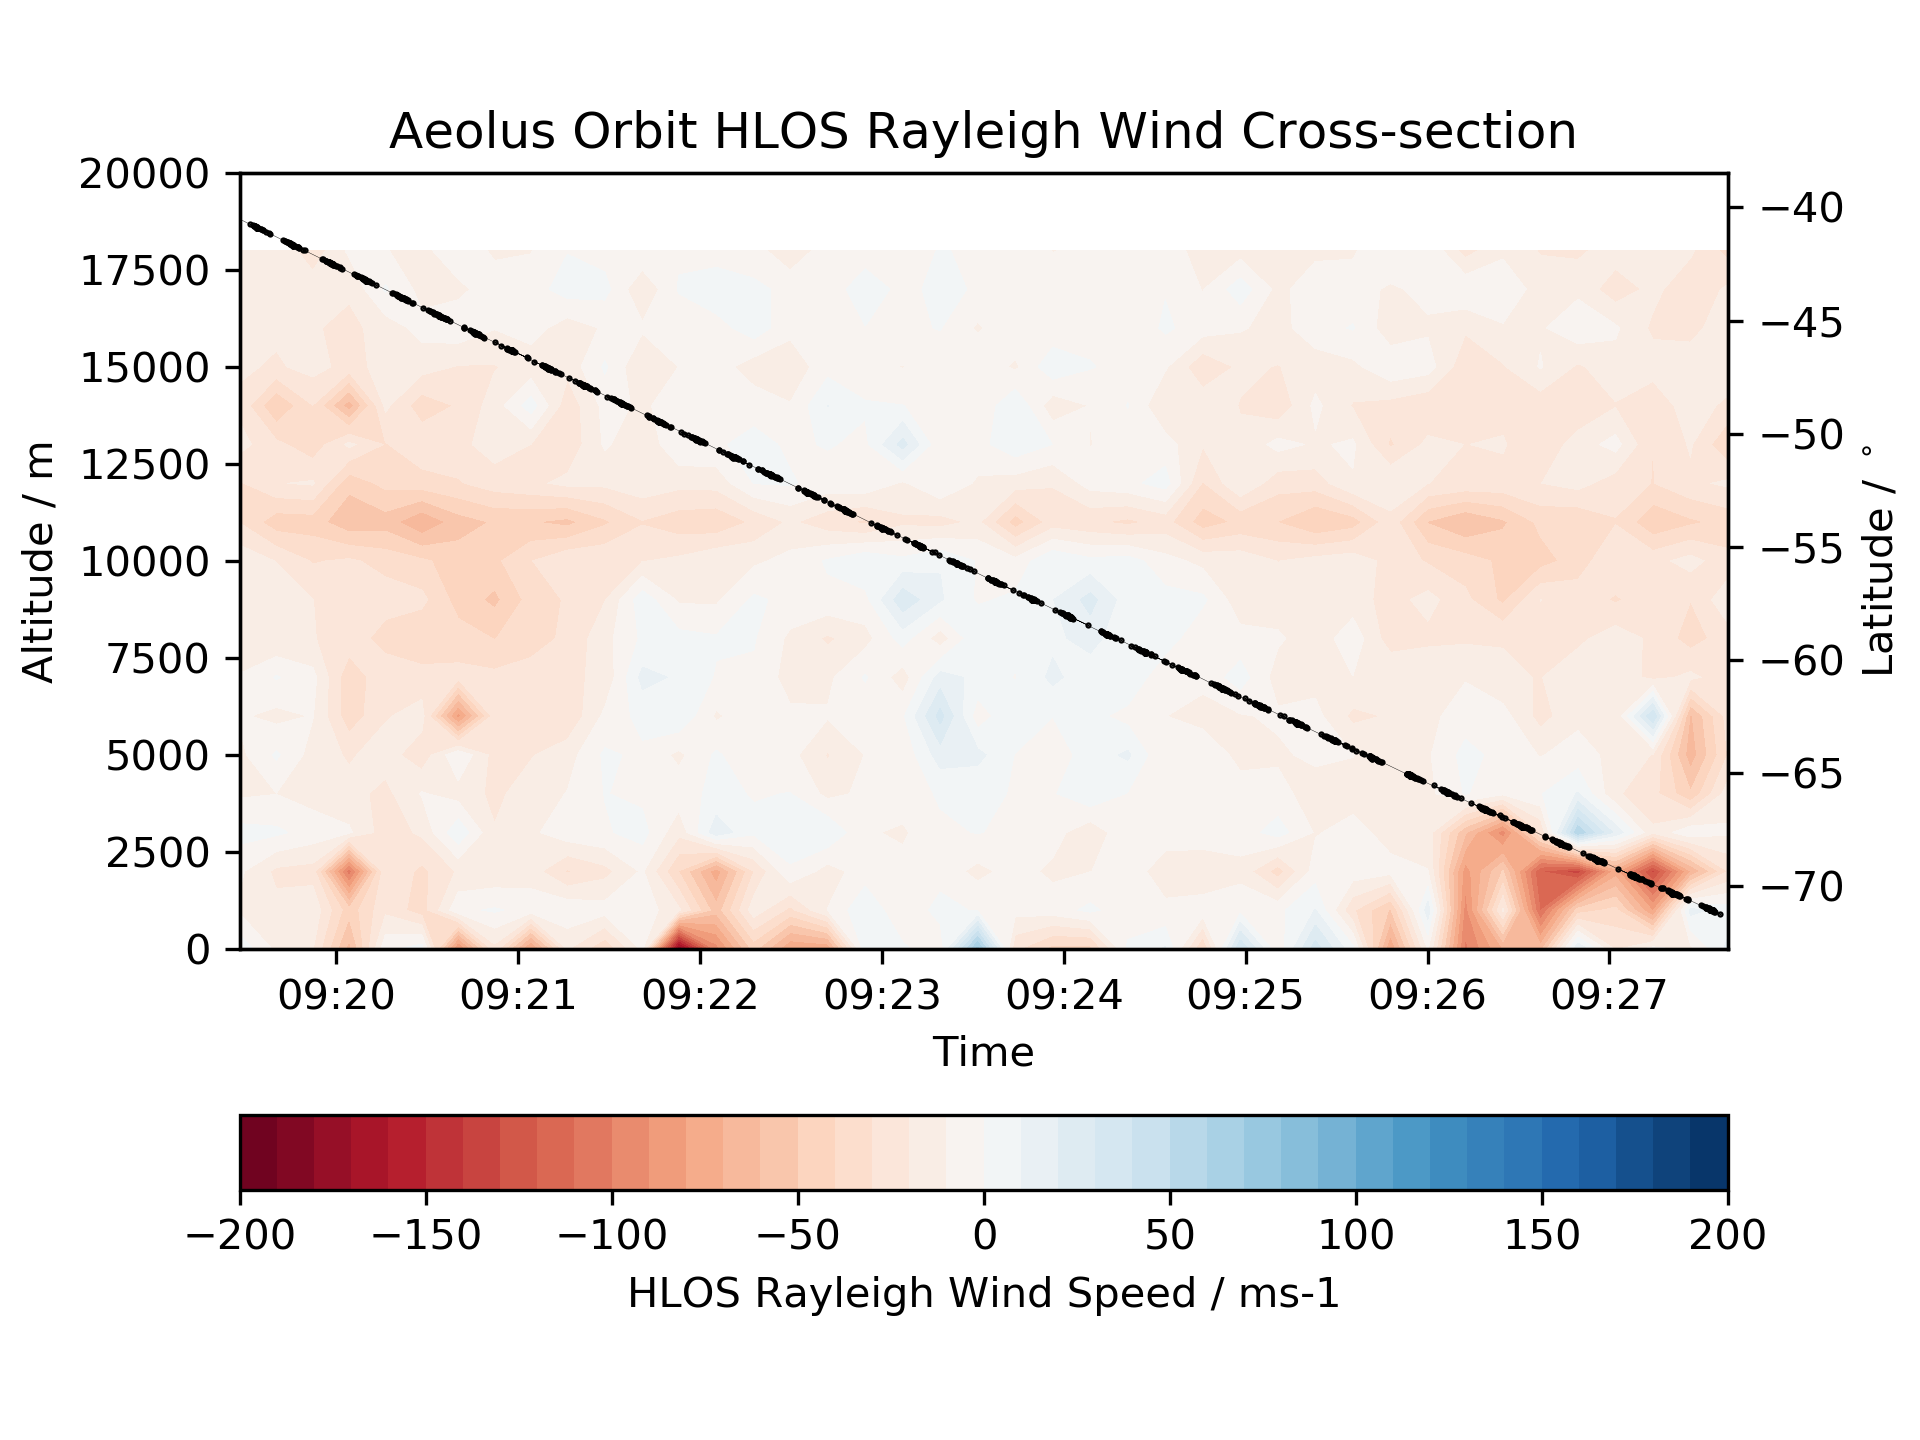 Aeolus Orbit HLOS Rayleigh Wind Cross-section
20000
17500
15000
12500
10000
7500
5000
2500
0
Altitude / m
−40
−45
−50
−55
−60
−65
−70
Latitude / °
09:20 09:21 09:22 09:23 09:24 09:25 09:26 09:27
Time
−200 −150 −100 −50 0 50 100 150 200
HLOS Rayleigh Wind Speed / ms-1